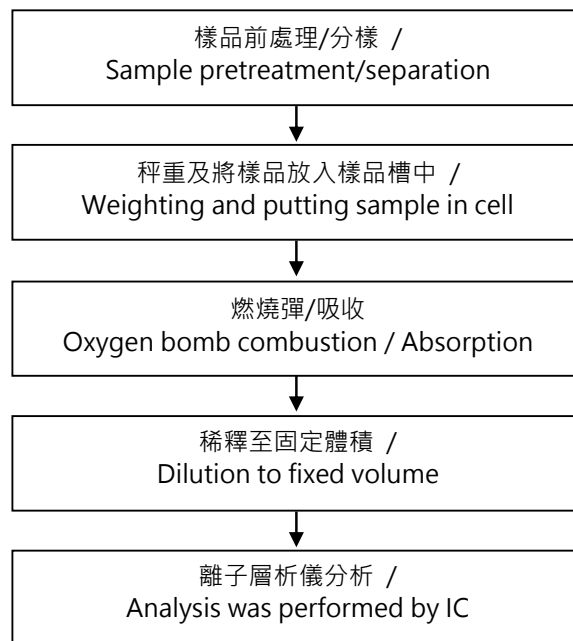 樣品前處理/分樣 /
Sample pretreatment/separation
秤重及將樣品放入樣品槽中 /
Weighting and putting sample in cell
燃燒彈/吸收
Oxygen bomb combustion / Absorption
稀釋至固定體積 /
Dilution to fixed volume
離子層析儀分析 /
Analysis was performed by IC